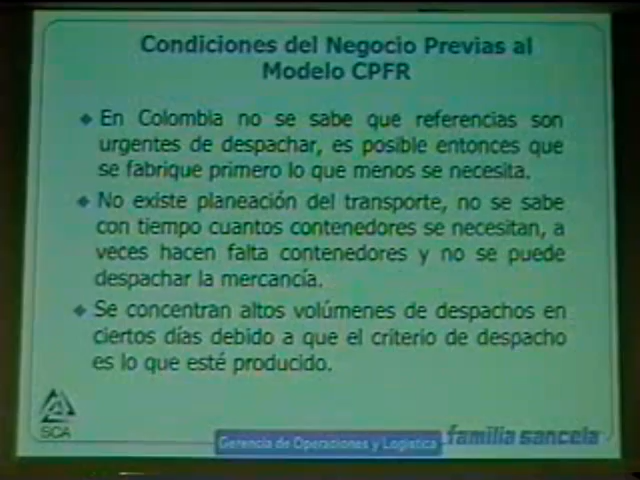 Condiciones del Negocio Previas al
Modelo CPFR
En Colombia no se sabe que referencias son
urgentes de despachar, es posible entonces que
se fabrique primero lo que menos se necesita.
No existe planeación del transporte, no se sabe
con tiempo cuantos contenedores se necesitan, a
veces hacen falta contenedores y no se puede
despachar la mercancía.
Se concentran altos volúmenes de despachos en
ciertos días debido a que el criterio de despacho
es lo que esté producido.
SCA
Gerencia de Operaciones y Logística
familia sancela